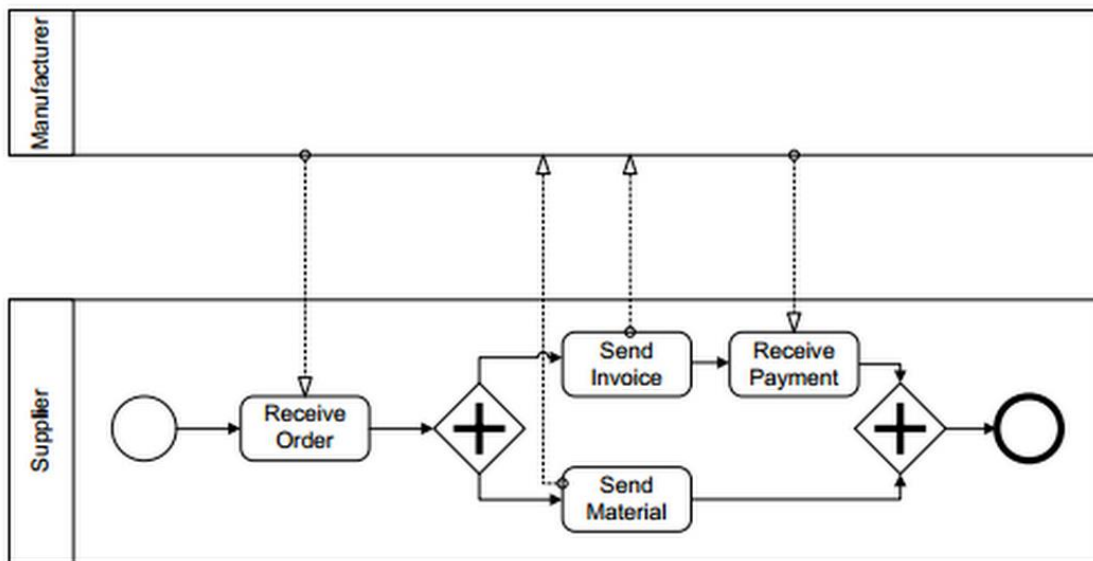 Manufacturer
Supplier
Receive
Order
Send
Invoice
Receive
Payment
Send
Material